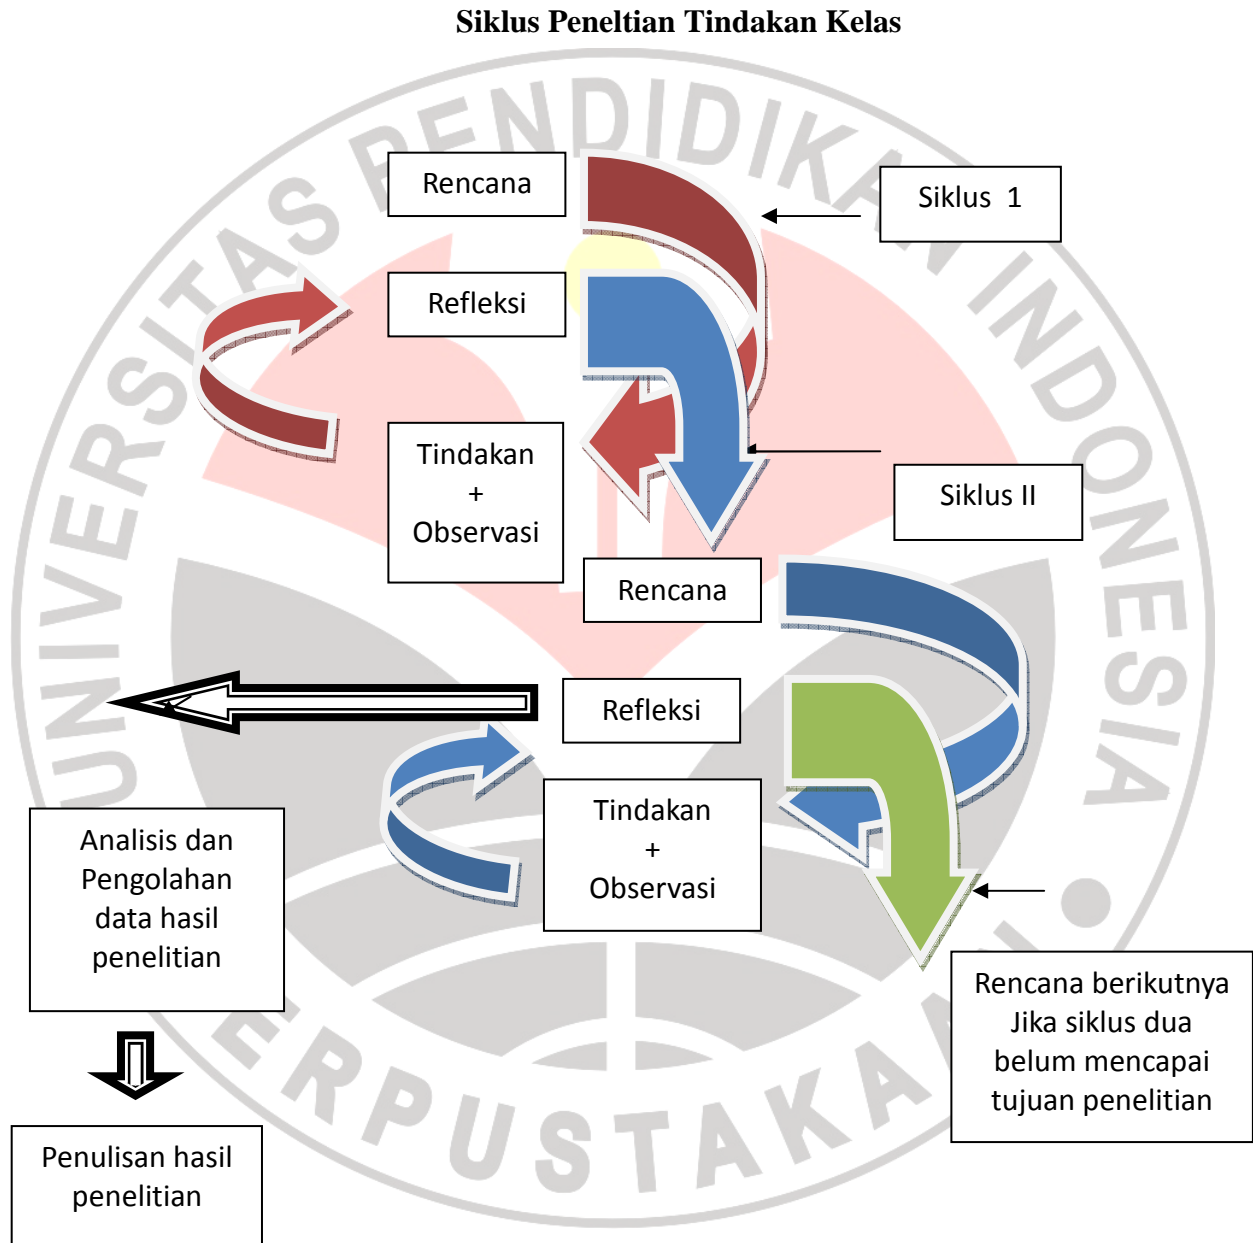 Siklus Peneltian Tindakan Kelas
UNIVERSITAS PENDIDIKAN INDONESIA
Rencana
Siklus 1
Refleksi
Tindakan
+
Observasi
Siklus II
Rencana
Refleksi
Tindakan
+
Observasi
Analisis dan
Pengolahan
data hasil
penelitian
Rencana berikutnya
Jika siklus dua
belum mencapai
tujuan penelitian
Penulisan hasil
penelitian